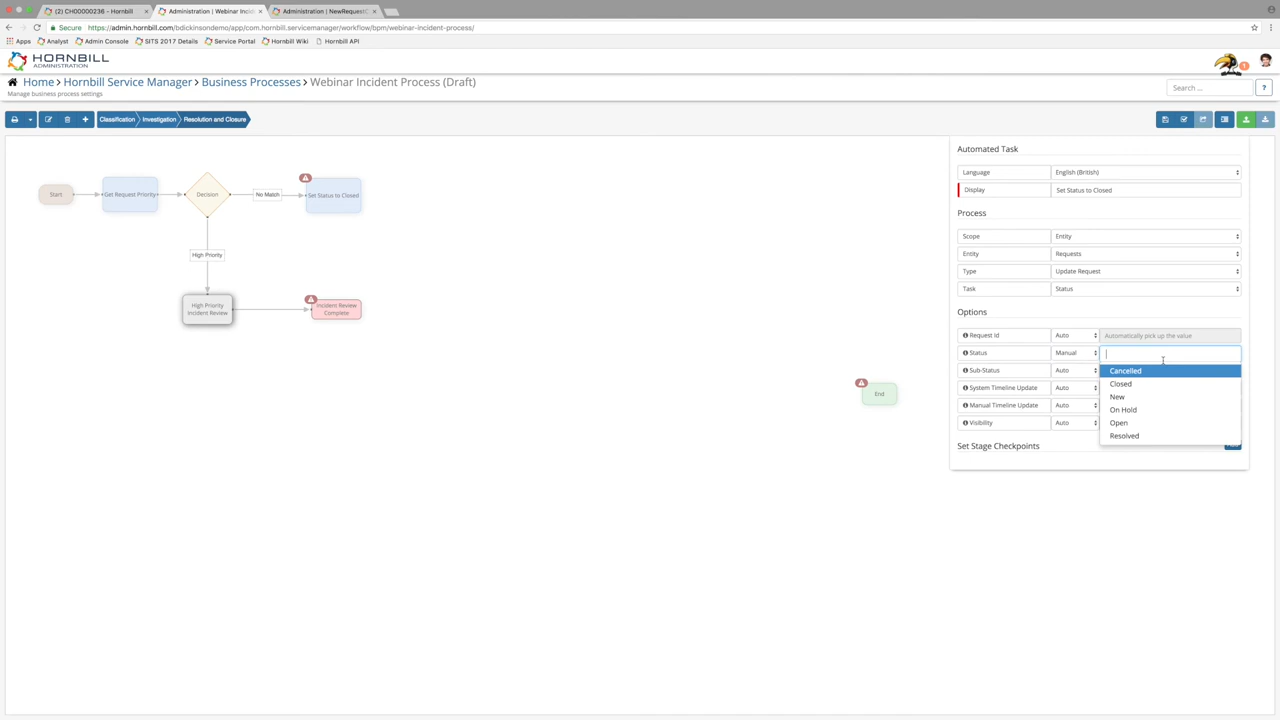 (2) CH00000236 - Hornbill
Administration | Webinar Incid
Administration | NewRequest
Secure
https://admin.hornbill.com/bdickinsondemo/app/com.hornbill.servicemanager/workflow/bpm/webinar-incident-process/
Apps
Analyst
Admin Console
SITS 2017 Details
Service Portal
Hornbill Wiki
Hornbill API
HORNBILL
ADMINISTRATION
1
Home > Hornbill Service Manager > Business Processes > Webinar Incident Process (Draft)
Manage business process settings
Search ...
?
Classification
Investigation
Resolution and Closure
Start
Get Request Priority
Decision
No Match
Set Status to Closed
High Priority
High Priority
Incident Review
Incident Review
Complete
End
Automated Task
Language
English (British)
Display
Set Status to Closed
Process
Scope
Entity
Entity
Requests
Type
Update Request
Task
Status
Options
Request Id
Auto
Automatically pick up the value
Status
Manual
Sub-Status
Auto
System Timeline Update
Auto
Manual Timeline Update
Auto
Visibility
Auto
Cancelled
Closed
New
On Hold
Open
Resolved
Set Stage Checkpoints